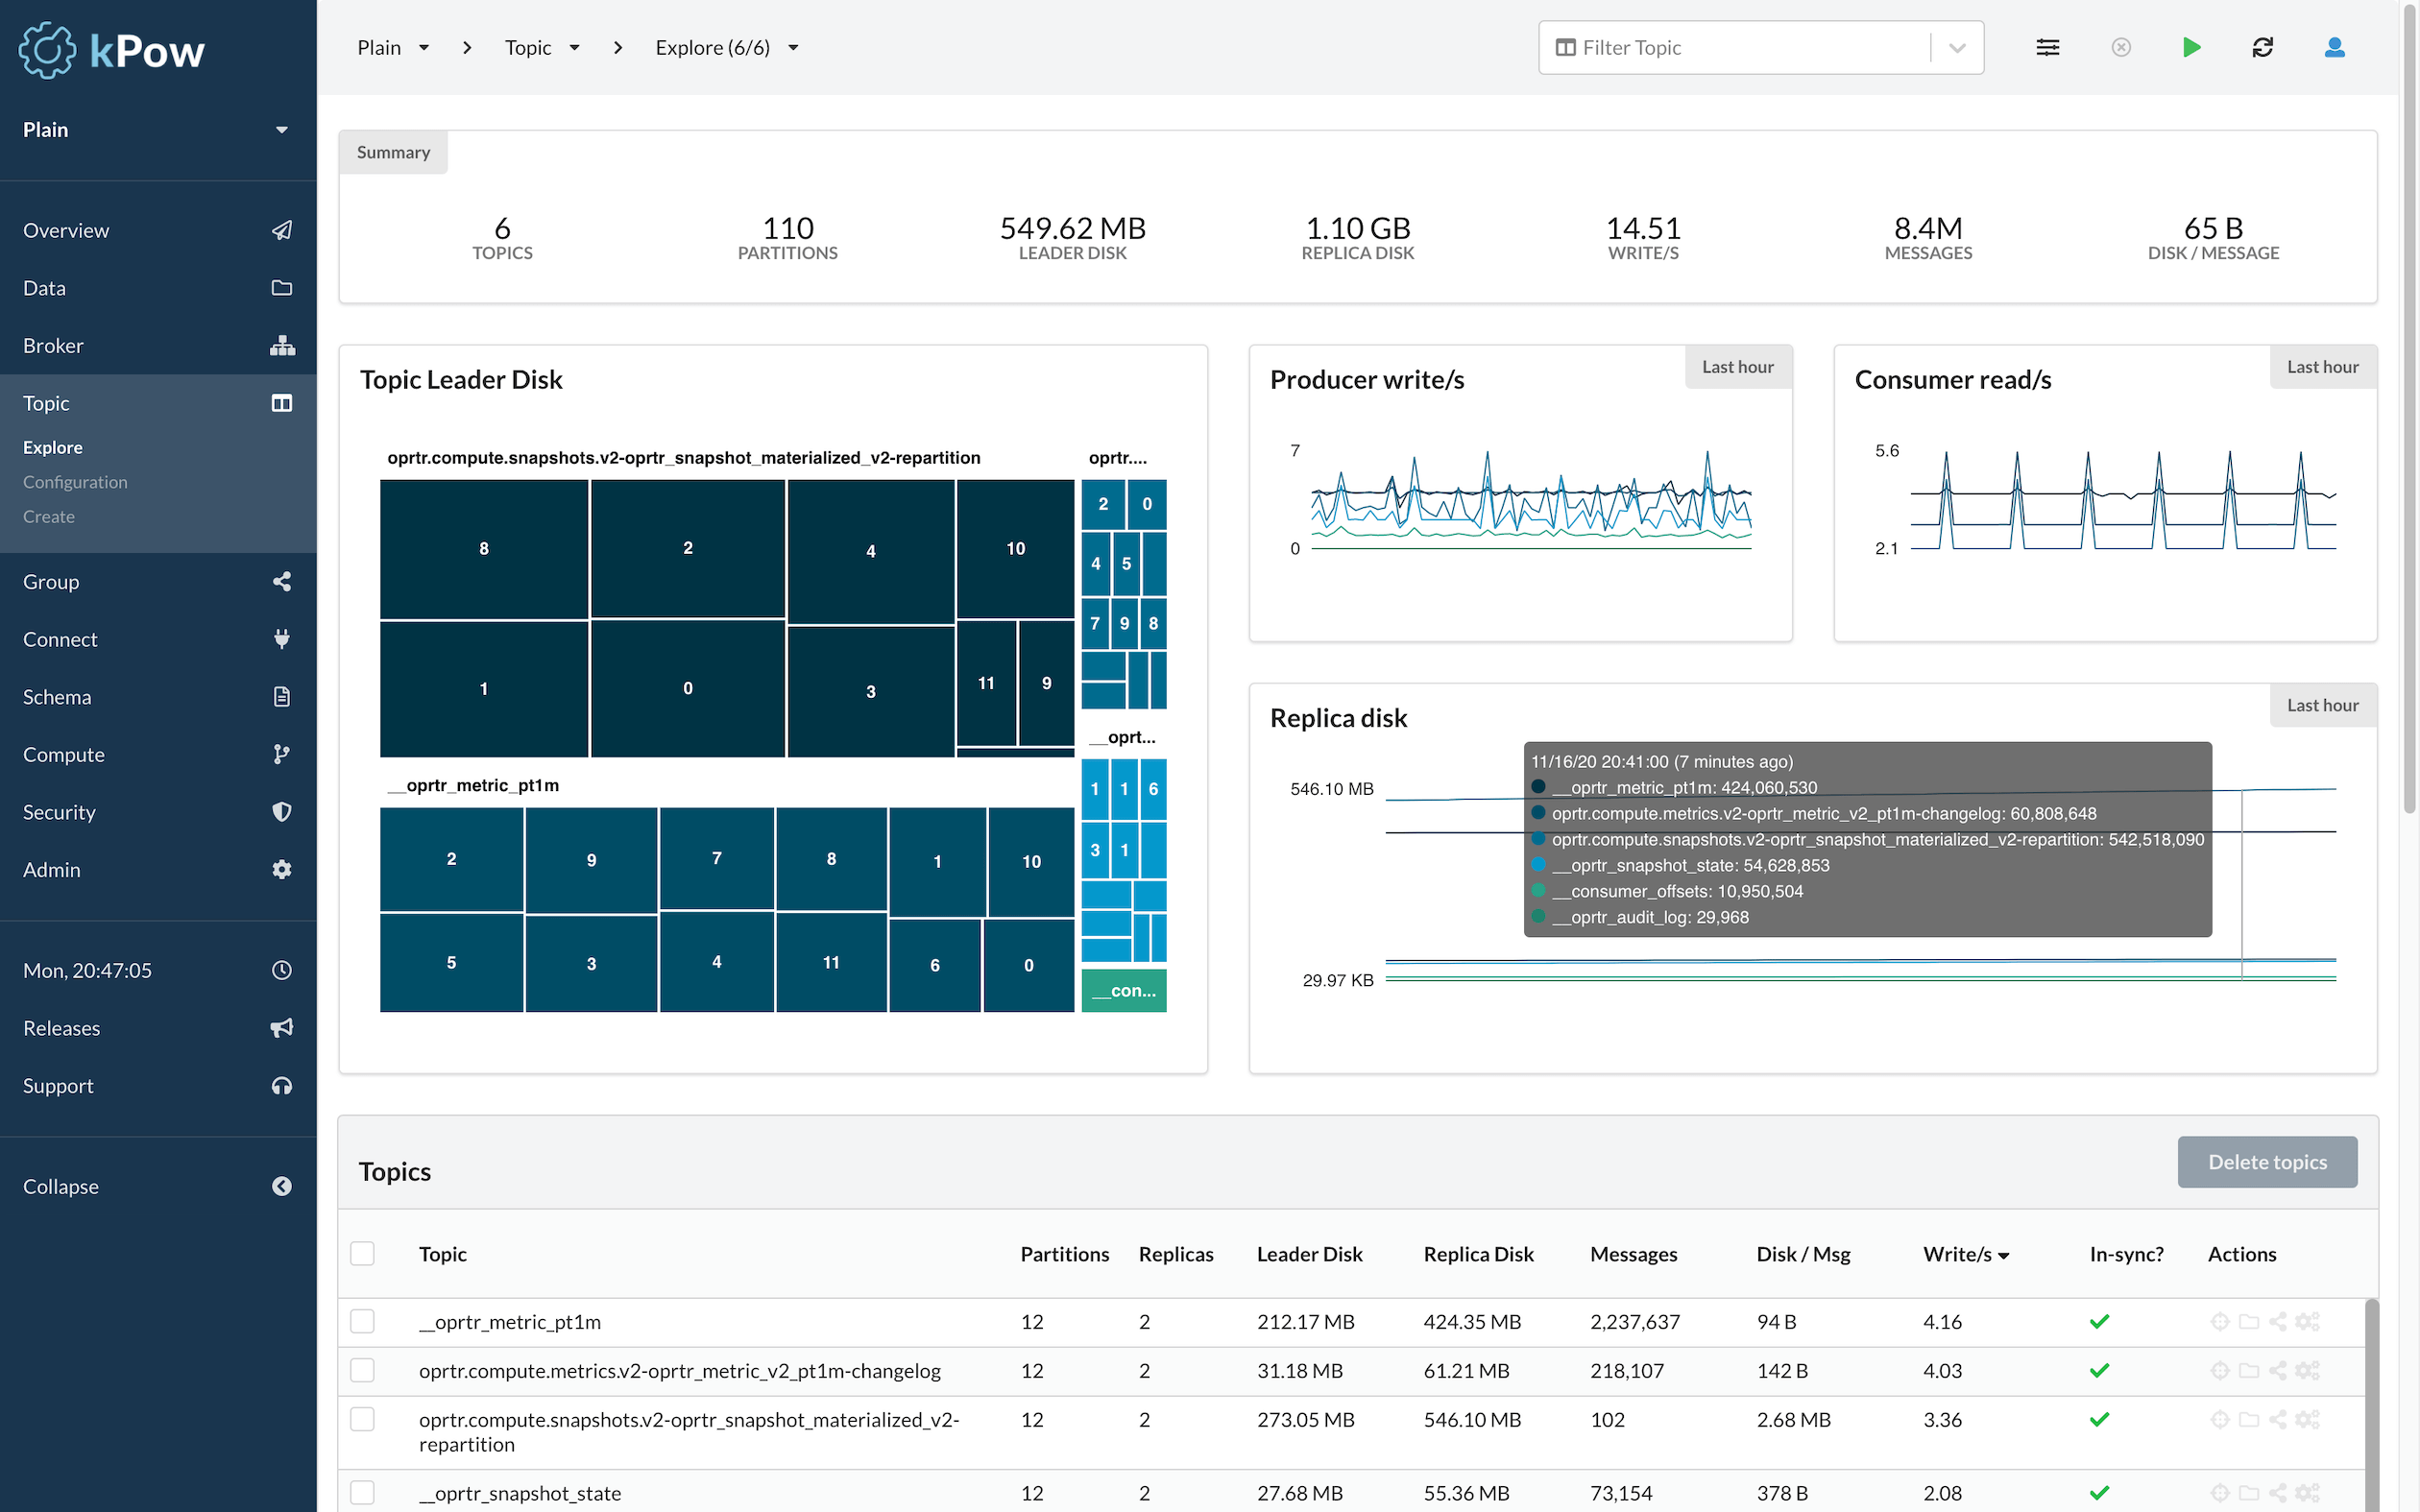 kPow
Plain
Overview
Data
Broker
Topic
Explore
Configuration
Create
Group
Connect
Schema
Compute
Security
Admin
Mon, 20:47:05
Releases
Support
Collapse
Plain > Topic > Explore (6/6)
Filter Topic
Summary
6
TOPICS
110
PARTITIONS
549.62 MB
LEADER DISK
1.10 GB
REPLICA DISK
14.51
WRITE/S
8.4M
MESSAGES
65 B
DISK / MESSAGE
Topic Leader Disk
oprtr.compute.snapshots.v2-oprtr_snapshot_materialized_v2-repartition
8 2 4 10
1 0 3 11 9
__oprtr_metric_pt1m
2 9 7 8 1 10
5 3 4 11 6 0
oprtr....
2 0
4 5
7 9 8
__oprt...
1 1 6
3 1
__con...
Producer write/s
Last hour
7
0
Consumer read/s
Last hour
5.6
2.1
Replica disk
Last hour
546.10 MB
29.97 KB
11/16/20 20:41:00 (7 minutes ago)
__oprtr_metric_pt1m: 424,060,530
oprtr.compute.metrics.v2-oprtr_metric_v2_pt1m-changelog: 60,808,648
oprtr.compute.snapshots.v2-oprtr_snapshot_materialized_v2-repartition: 542,518,090
__oprtr_snapshot_state: 54,628,853
__consumer_offsets: 10,950,504
__oprtr_audit_log: 29,968
Topics
Delete topics
Topic Partitions Replicas Leader Disk Replica Disk Messages Disk / Msg Write/s In-sync? Actions
__oprtr_metric_pt1m 12 2 212.17 MB 424.35 MB 2,237,637 94 B 4.16
oprtr.compute.metrics.v2-oprtr_metric_v2_pt1m-changelog 12 2 31.18 MB 61.21 MB 218,107 142 B 4.03
oprtr.compute.snapshots.v2-oprtr_snapshot_materialized_v2- 12 2 273.05 MB 546.10 MB 102 2.68 MB 3.36
repartition
__oprtr_snapshot_state 12 2 27.68 MB 55.36 MB 73,154 378 B 2.08